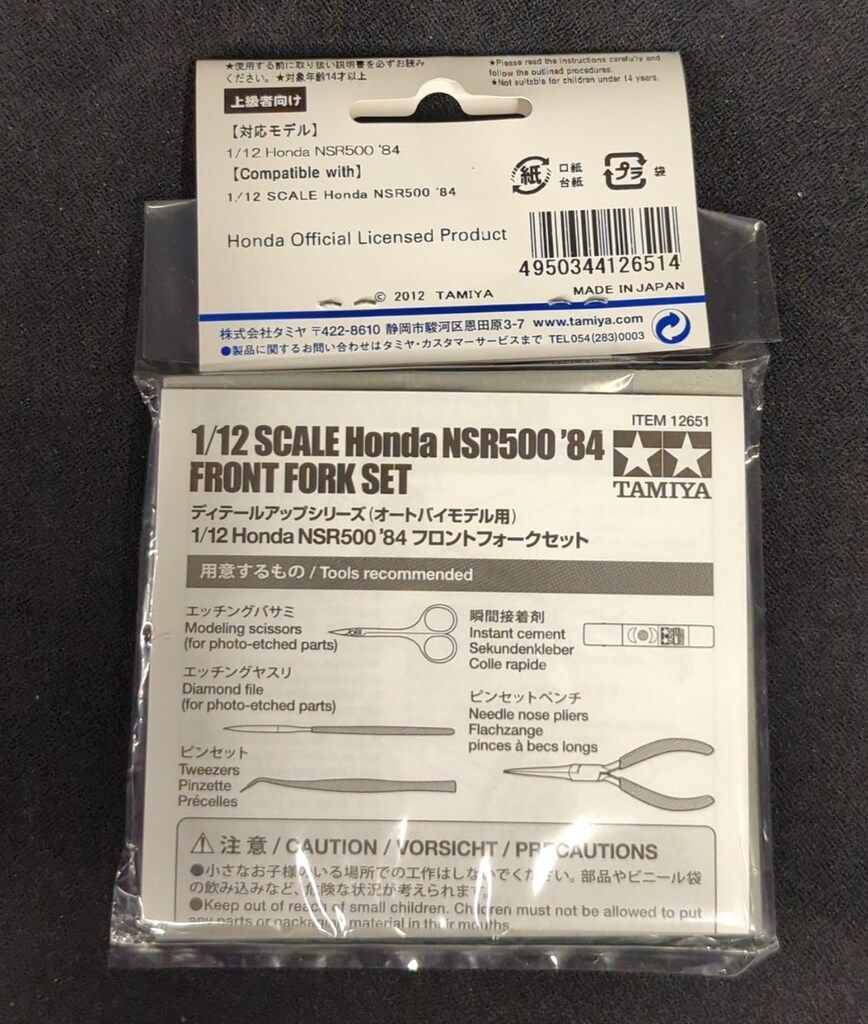 ★使用する前に取り扱い説明書を必ずお読み
ください。★対象年齢14才以上
★Please read the instructions carefully and
follow the outlined procedures.
★Not suitable for children under 14 years.
上級者向け
【対応モデル】
1/12 Honda NSR500 '84
【Compatible with】
1/12 SCALE Honda NSR500 '84
紙
口紙
台紙
プラ
袋
Honda Official Licensed Product
4950344126514
© 2012 TAMIYA
MADE IN JAPAN
株式会社タミヤ 〒422-8610 静岡市駿河区恩田原3-7 www.tamiya.com
●製品に関するお問い合わせはタミヤ・カスタマーサービスまで TEL054(283)0003
ITEM 12651
1/12 SCALE Honda NSR500 '84
FRONT FORK SET
TAMIYA
ディテールアップシリーズ(オートバイモデル用)
1/12 Honda NSR500 '84 フロントフォークセット
用意するもの / Tools recommended
エッチングバサミ
Modeling scissors
(for photo-etched parts)
瞬間接着剤
Instant cement
Sekundenkleber
Colle rapide
エッチングヤスリ
Diamond file
(for photo-etched parts)
ピンセットペンチ
Needle nose pliers
Flachzange
pinces à becs longs
ピンセット
Tweezers
Pinzette
Précelles
注意 / CAUTION / VORSICHT / PRECAUTIONS
●小さなお子様のいる場所での工作はしないでください。部品やビニール袋
の飲み込みなど、危険な状況が考えられます。
●Keep out of reach of small children. Children must not be allowed to put
any parts or packaging material in their mouths.